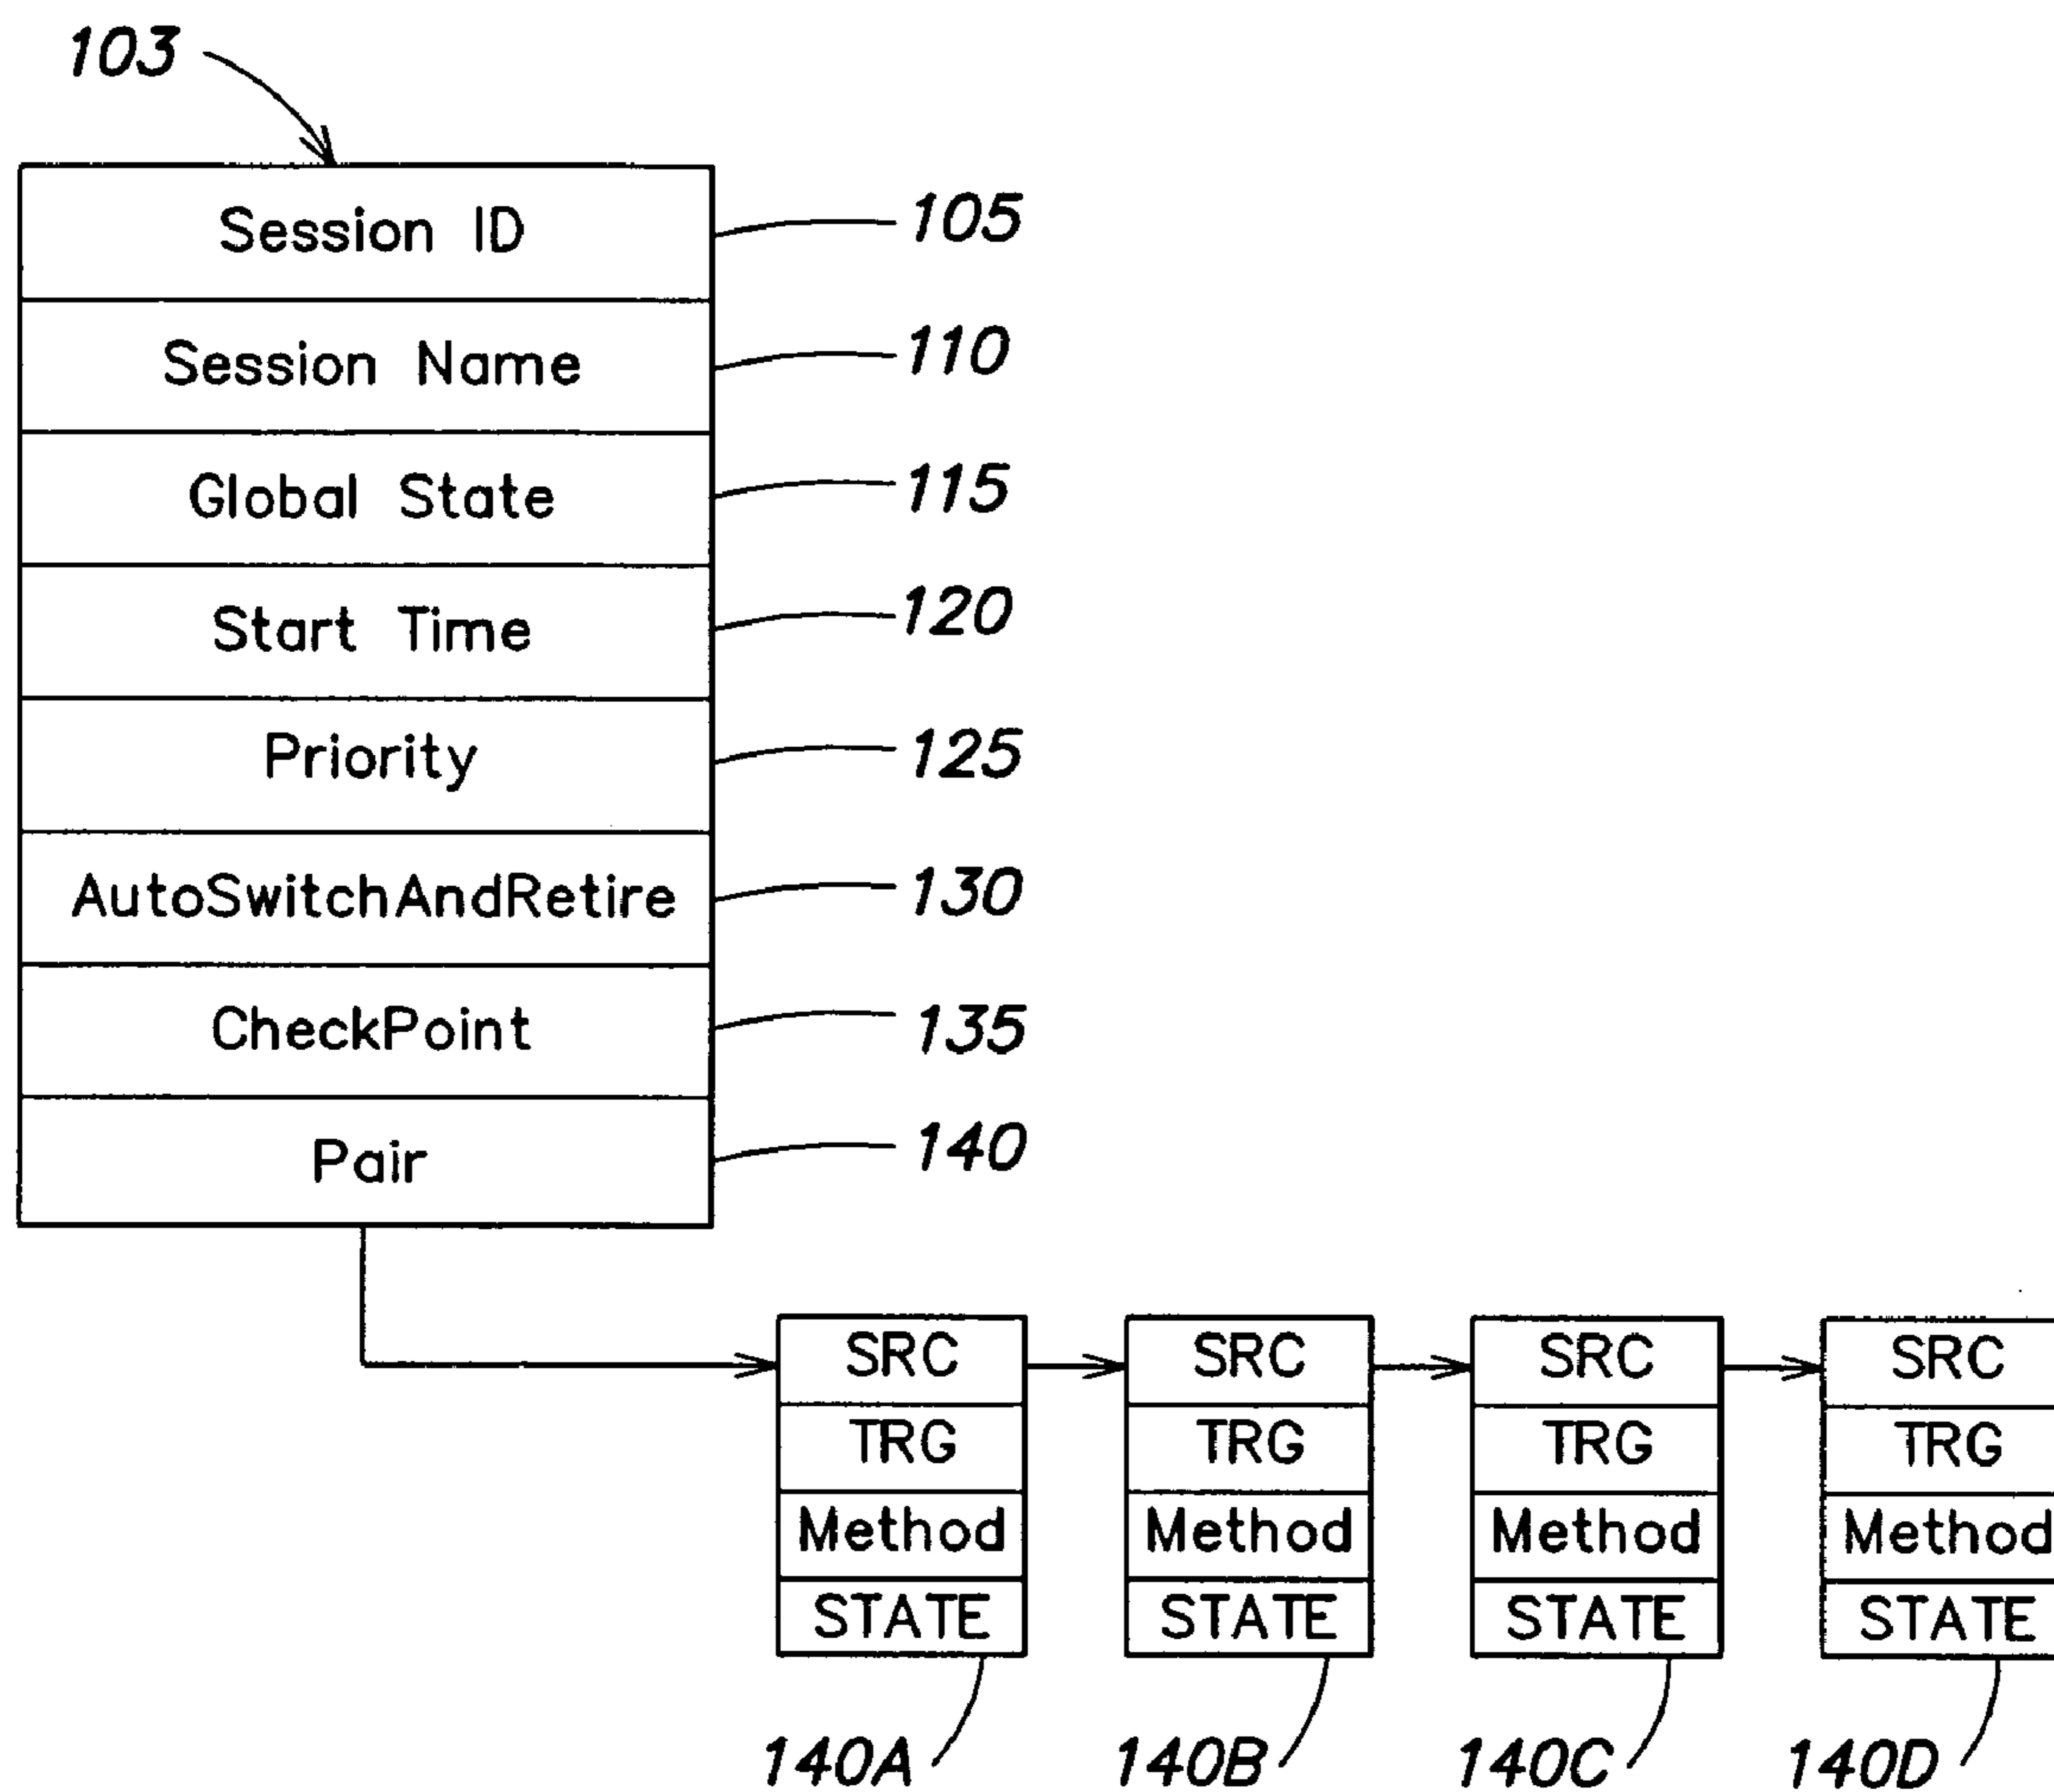 103
Session ID 105
Session Name 110
Global State 115
Start Time 120
Priority 125
AutoSwitchAndRetire 130
CheckPoint 135
Pair 140
SRC SRC SRC SRC
TRG TRG TRG TRG
Method Method Method Method
STATE STATE STATE STATE
140A 140B 140C 140D